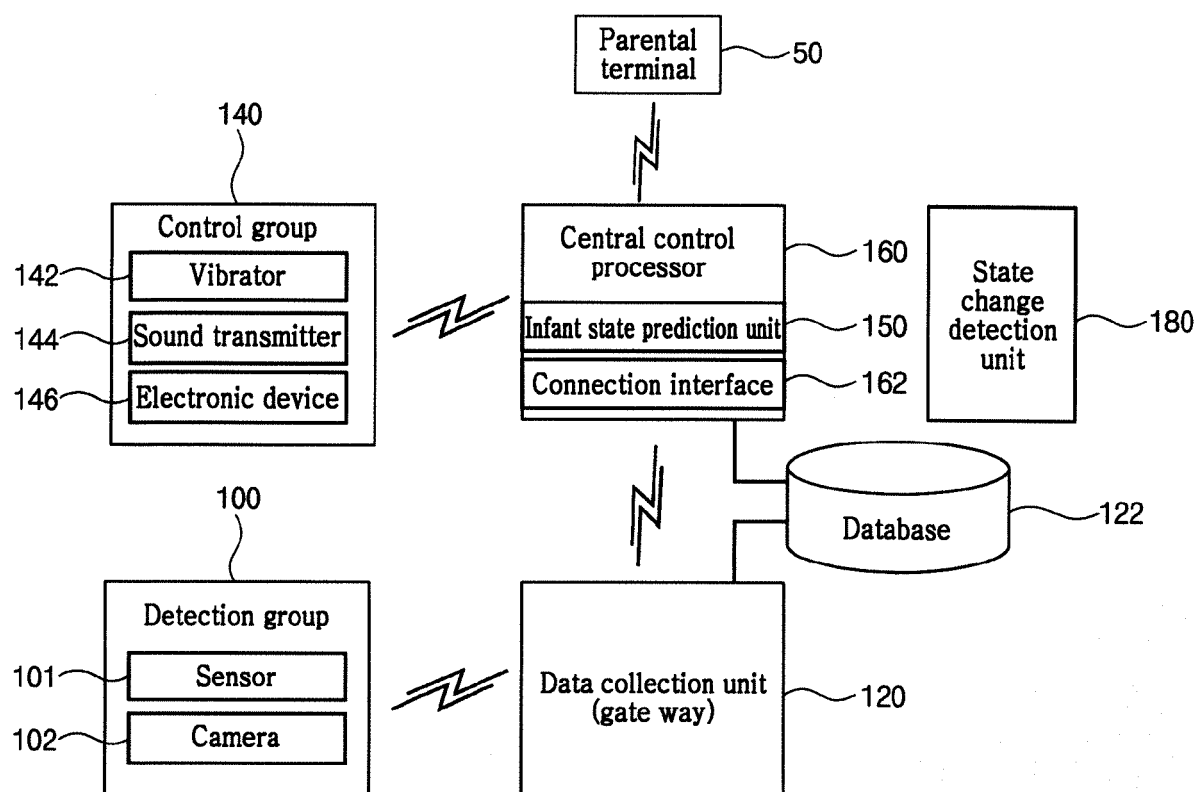 Parental
terminal
50
140
Control group
142
Vibrator
144
Sound transmitter
146
Electronic device
Central control
processor
160
Infant state prediction unit
150
Connection interface
162
State
change
detection
unit
180
Database
122
100
Detection group
101
Sensor
102
Camera
Data collection unit
(gate way)
120